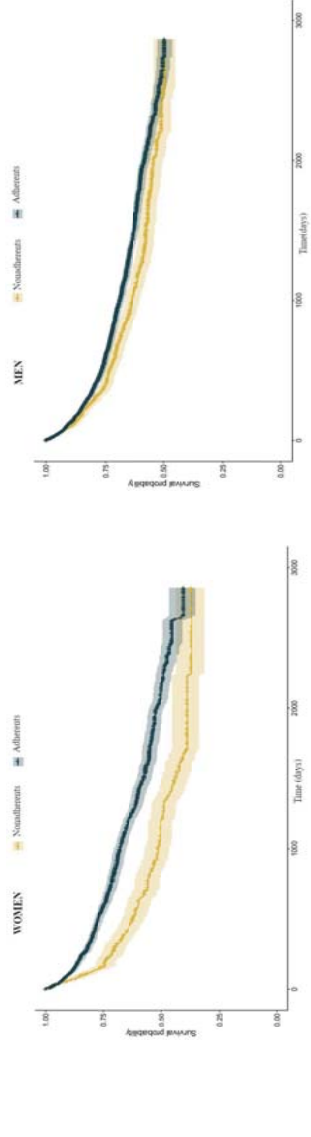 WOMEN
Nonadherents Adherents
Survival probability
1.00
0.75
0.50
0.25
0.00
0 1000 2000 3000
Time (days)
MEN
Nonadherents Adherents
Survival probability
1.00
0.75
0.50
0.25
0.00
0 1000 2000 3000
Time(days)